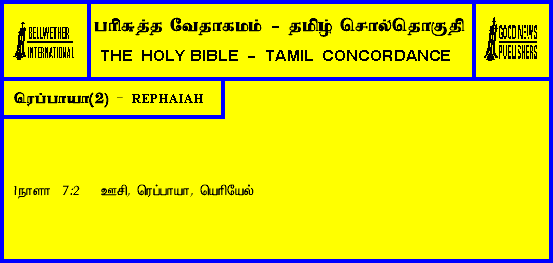 BELLWETHER
INTERNATIONAL
பரிசுத்த வேதாகமம் - தமிழ் சொல்தொகுதி
THE HOLY BIBLE - TAMIL CONCORDANCE
GOOD NEWS
PUBLISHERS
ரெப்பாயா(2) - REPHAIAH
1நாளா 7:2 ஊசி, ரெப்பாயா, யெரியேல்